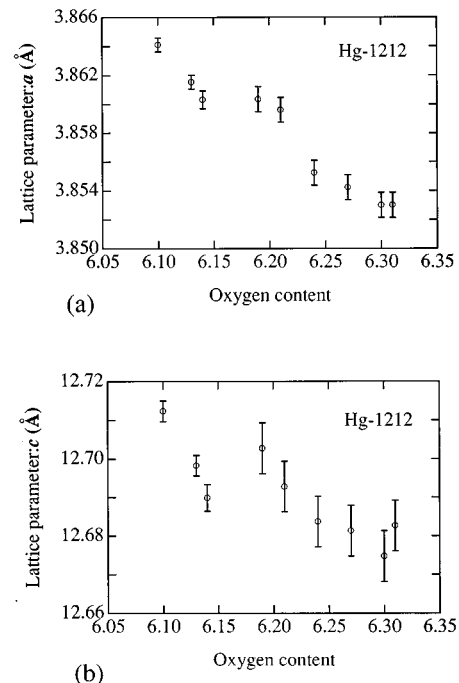 3.866
Hg-1212
3.862
3.858
3.854
3.850
Lattice parameter:a (Å)
6.05 6.10 6.15 6.20 6.25 6.30 6.35
Oxygen content
(a)
12.72
Hg-1212
12.70
12.68
12.66
Lattice parameter:c (Å)
6.05 6.10 6.15 6.20 6.25 6.30 6.35
Oxygen content
(b)